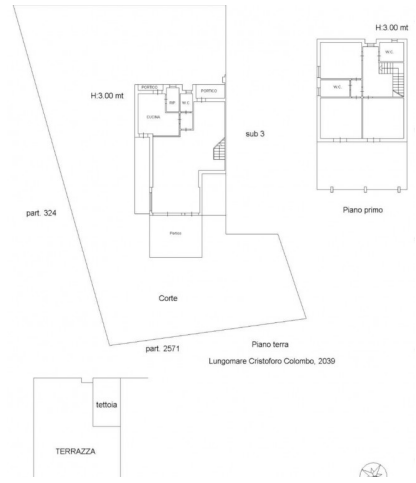 H:3.00 mt
W.C.
W.C.
Piano primo
H:3.00 mt
PORTICO
PORTICO
RIP.
W.C.
CUCINA
sub 3
part. 324
Portico
Corte
part. 2571
Piano terra
Lungomare Cristoforo Colombo, 2039
tettoia
TERRAZZA